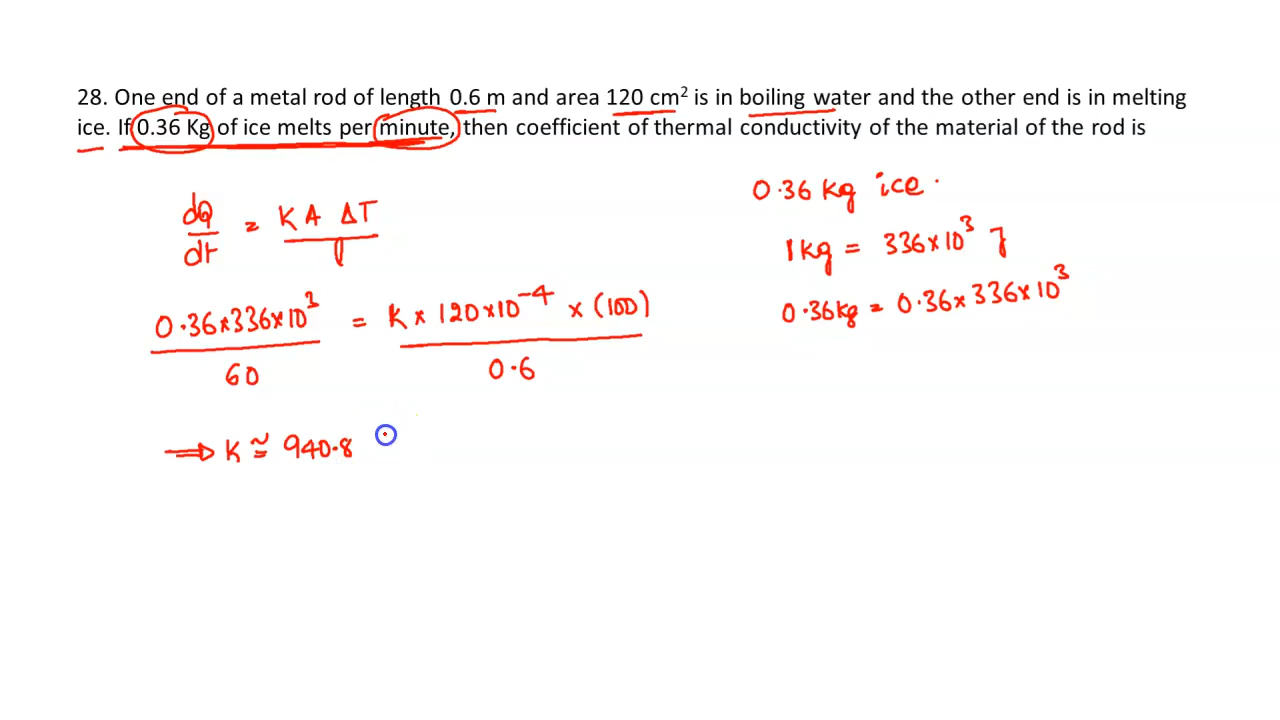 28. One end of a metal rod of length 0.6 m and area 120 cm² is in boiling water and the other end is in melting
ice. If 0.36 Kg of ice melts per minute, then coefficient of thermal conductivity of the material of the rod is
dQ/dt = K A ΔT / l
0.36 kg ice.
1 kg = 336×10³ J
0.36kg = 0.36×336×10³
0.36×336×10³ / 60 = K × 120×10⁻⁴ × (100) / 0.6
⇒ K ≃ 940.8